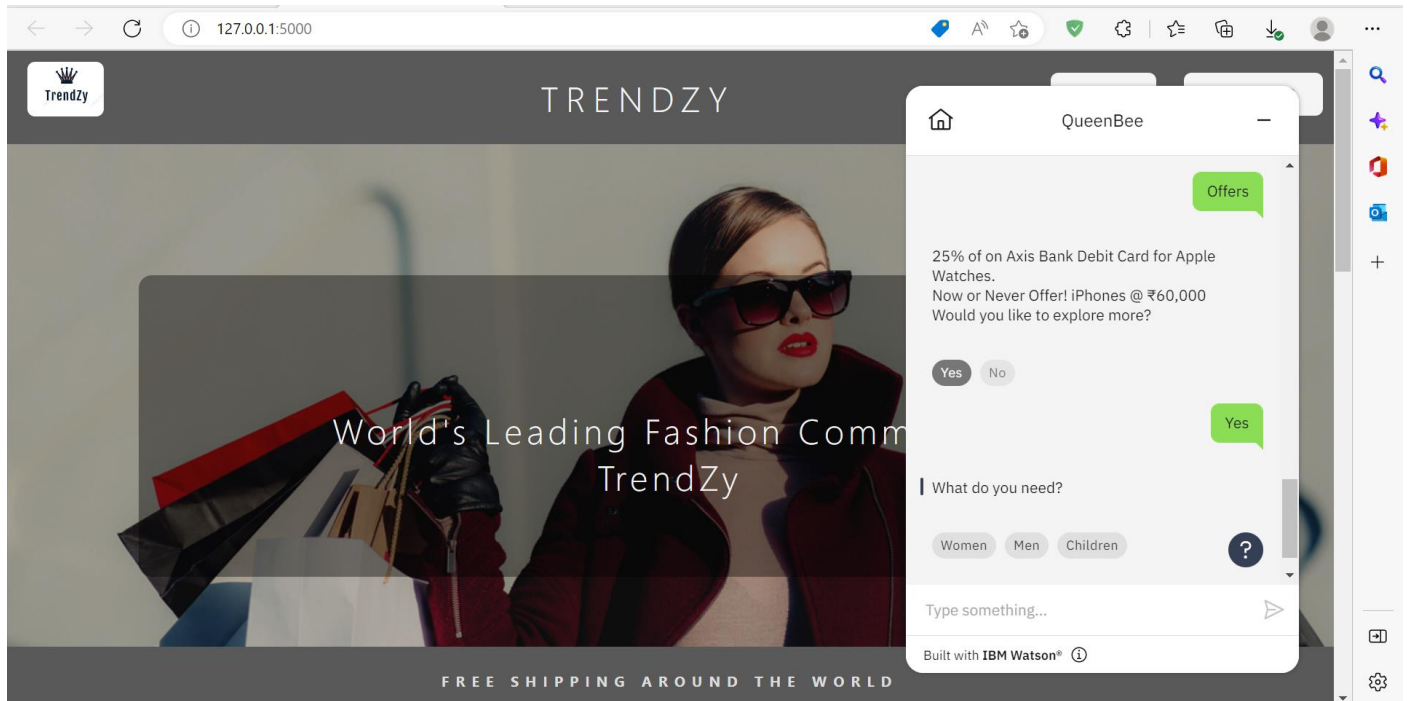 127.0.0.1:5000
TrendZy
TRENDZY
World's Leading Fashion Comm
TrendZy
FREE SHIPPING AROUND THE WORLD
QueenBee
Offers
25% of on Axis Bank Debit Card for Apple
Watches.
Now or Never Offer! iPhones @ ₹60,000
Would you like to explore more?
Yes No
Yes
What do you need?
Women Men Children
?
Type something...
Built with IBM Watson®